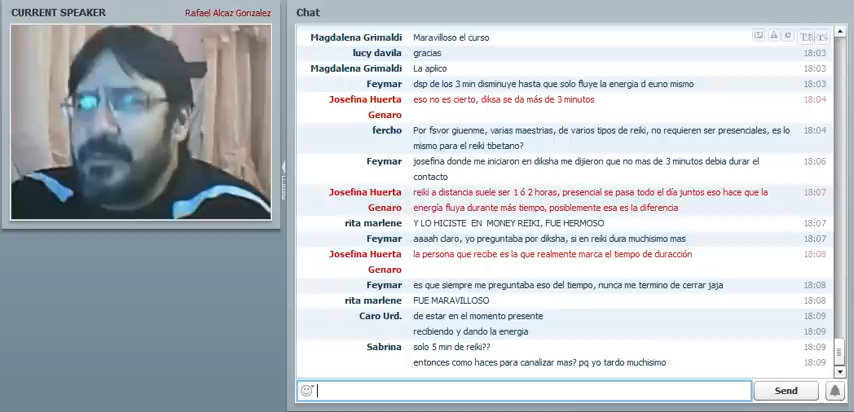 CURRENT SPEAKER
Rafael Alcaz Gonzalez
Chat
Magdalena Grimaldi Maravilloso el curso
lucy davila gracias 18:03
Magdalena Grimaldi La aplico 18:03
Feymar dsp de los 3 min disminuye hasta que solo fluye la energia d euno mismo 18:03
Josefina Huerta eso no es cierto, diksa se da más de 3 minutos 18:04
Genaro
fercho Por fsvor giuenme, varias maestrias, de varios tipos de reiki, no requieren ser presenciales, es lo 18:04
mismo para el reiki tibetano?
Feymar josefina donde me iniciaron en diksha me dijieron que no mas de 3 minutos debia durar el 18:06
contacto
Josefina Huerta reiki a distancia suele ser 1 ó 2 horas, presencial se pasa todo el día juntos eso hace que la 18:07
Genaro energía fluya durante más tiempo, posiblemente esa es la diferencia
rita marlene Y LO HICISTE EN MONEY REIKI, FUE HERMOSO 18:07
Feymar aaaah claro, yo preguntaba por diksha, si en reiki dura muchisimo mas 18:07
Josefina Huerta la persona que recibe es la que realmente marca el tiempo de duracción 18:08
Genaro
Feymar es que siempre me preguntaba eso del tiempo, nunca me termino de cerrar jaja 18:08
rita marlene FUE MARAVILLOSO 18:08
Caro Urd. de estar en el momento presente 18:09
recibiendo y dando la energia 18:09
Sabrina solo 5 min de reiki?? 18:09
entonces como haces para canalizar mas? pq yo tardo muchisimo 18:09
Send